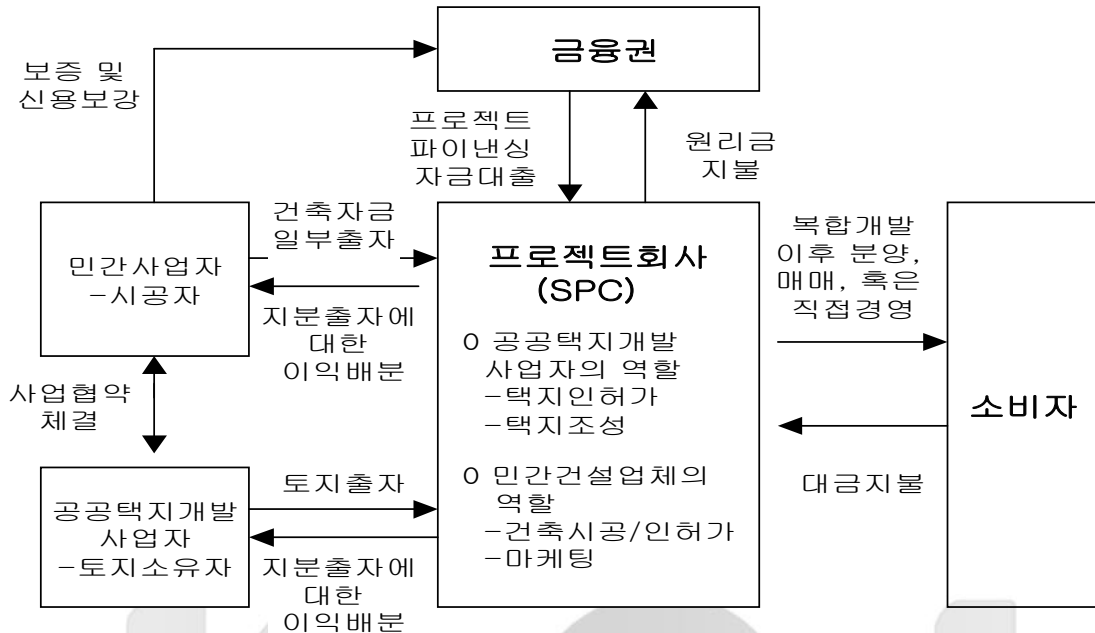 금융권
보증 및
신용보강
프로젝트
파이낸싱
자금대출
원리금
지불
민간사업자
-시공자
건축자금
일부출자
지분출자에
대한
이익배분
프로젝트회사
(SPC)
O 공공택지개발
사업자의 역할
-택지인허가
-택지조성
O 민간건설업체의
역할
-건축시공/인허가
-마케팅
복합개발
이후 분양,
매매, 혹은
직접경영
소비자
대금지불
사업협약
체결
공공택지개발
사업자
-토지소유자
토지출자
지분출자에
대한
이익배분